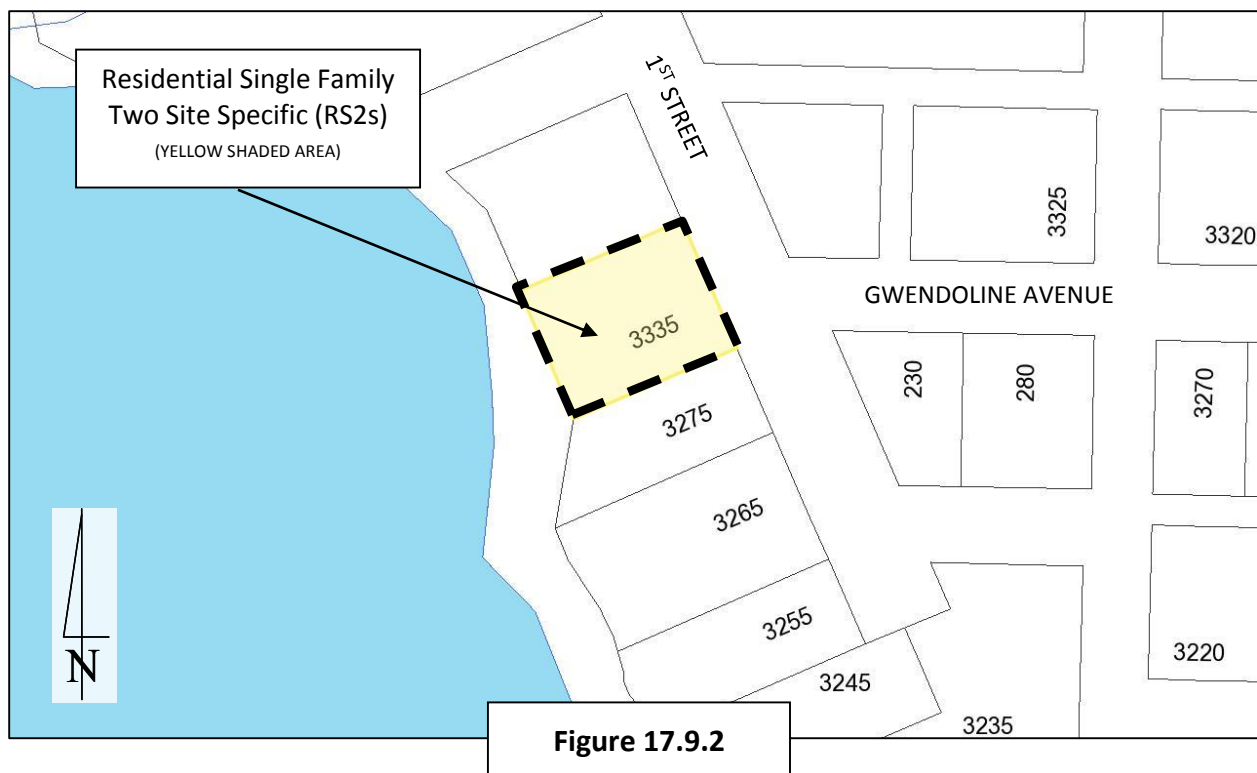 Residential Single Family
Two Site Specific (RS2s)
(YELLOW SHADED AREA)
1ST STREET
3325
3320
GWENDOLINE AVENUE
3335
230
280
3270
3275
3265
3255
3245
3220
3235
N
Figure 17.9.2